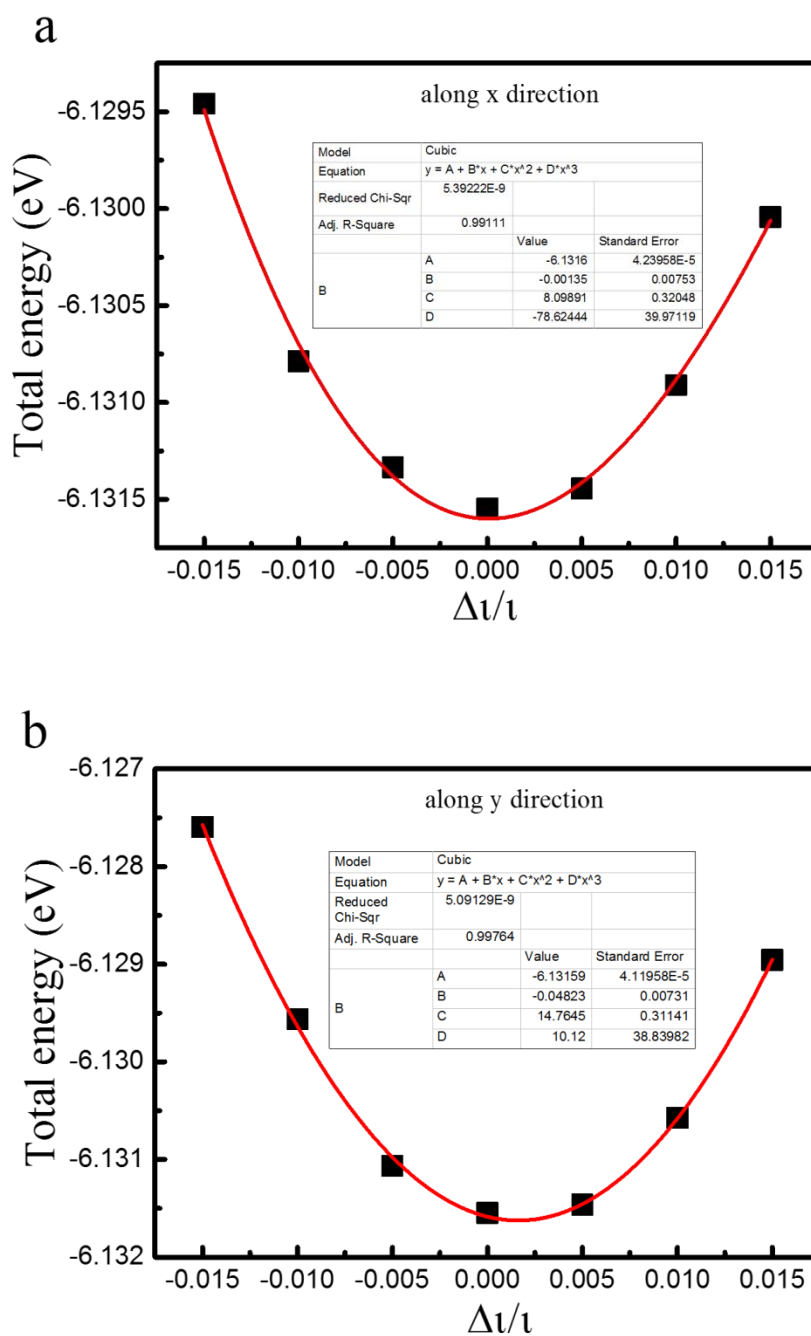 a
along x direction
Total energy (eV)
-6.1295
-6.1300
-6.1305
-6.1310
-6.1315
Model Cubic
Equation y = A + B*x + C*x^2 + D*x^3
Reduced Chi-Sqr 5.39222E-9
Adj. R-Square 0.99111
Value Standard Error
B
A -6.1316 4.23958E-5
B -0.00135 0.00753
C 8.09891 0.32048
D -78.62444 39.97119
-0.015 -0.010 -0.005 0.000 0.005 0.010 0.015
Δι/ι
b
along y direction
Total energy (eV)
-6.127
-6.128
-6.129
-6.130
-6.131
-6.132
Model Cubic
Equation y = A + B*x + C*x^2 + D*x^3
Reduced
Chi-Sqr 5.09129E-9
Adj. R-Square 0.99764
Value Standard Error
B
A -6.13159 4.11958E-5
B -0.04823 0.00731
C 14.7645 0.31141
D 10.12 38.83982
-0.015 -0.010 -0.005 0.000 0.005 0.010 0.015
Δι/ι